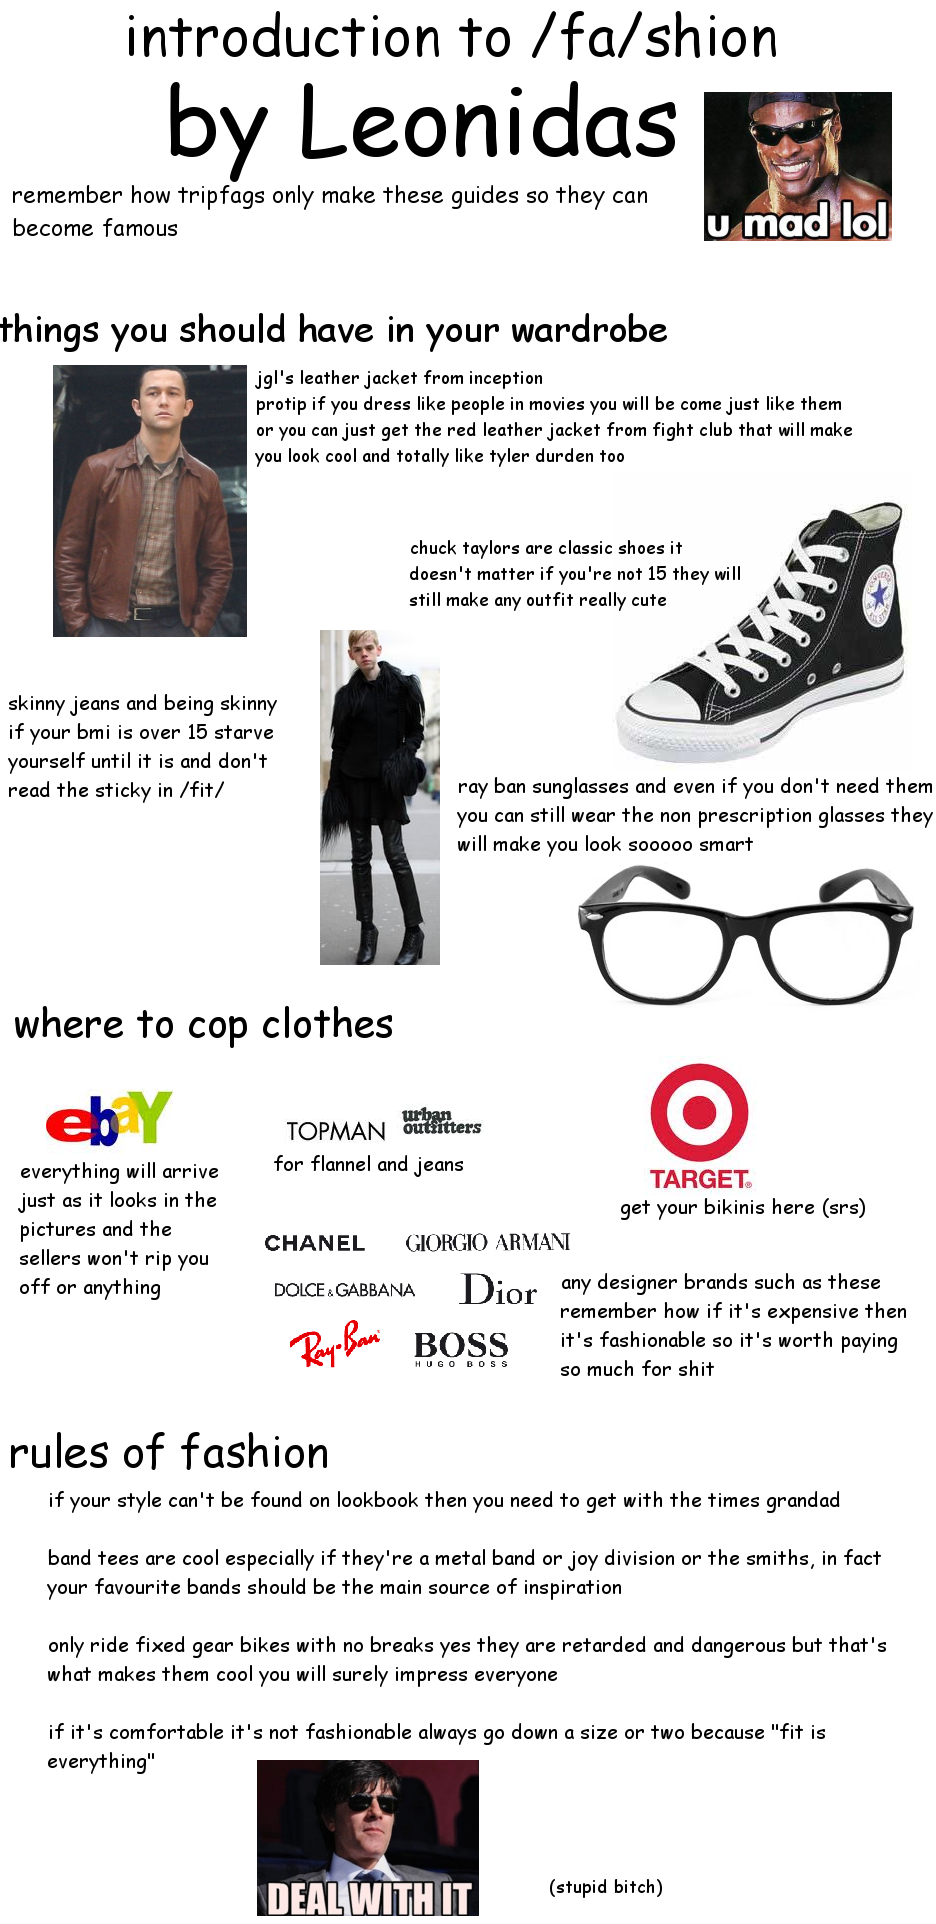 introduction to /fa/shion
by Leonidas
remember how tripfags only make these guides so they can
become famous
u mad lol
things you should have in your wardrobe
jgl's leather jacket from inception
protip if you dress like people in movies you will be come just like them
or you can just get the red leather jacket from fight club that will make
you look cool and totally like tyler durden too
chuck taylors are classic shoes it
doesn't matter if you're not 15 they will
still make any outfit really cute
CONVERSE
ALL STAR
skinny jeans and being skinny
if your bmi is over 15 starve
yourself until it is and don't
read the sticky in /fit/
ray ban sunglasses and even if you don't need them
you can still wear the non prescription glasses they
will make you look sooooo smart
where to cop clothes
ebaY
everything will arrive
just as it looks in the
pictures and the
sellers won't rip you
off or anything
TOPMAN
urban
outfitters
for flannel and jeans
TARGET®
get your bikinis here (srs)
CHANEL
GIORGIO ARMANI
DOLCE & GABBANA
Dior
Ray-Ban
BOSS
HUGO BOSS
any designer brands such as these
remember how if it's expensive then
it's fashionable so it's worth paying
so much for shit
rules of fashion
if your style can't be found on lookbook then you need to get with the times grandad
band tees are cool especially if they're a metal band or joy division or the smiths, in fact
your favourite bands should be the main source of inspiration
only ride fixed gear bikes with no breaks yes they are retarded and dangerous but that's
what makes them cool you will surely impress everyone
if it's comfortable it's not fashionable always go down a size or two because "fit is
everything"
DEAL WITH IT
(stupid bitch)